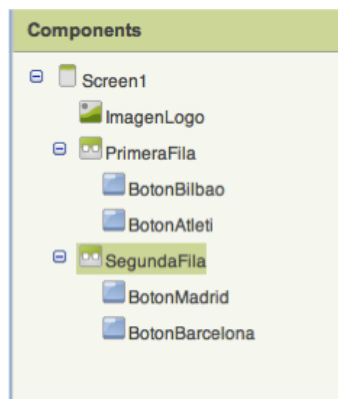 Components
Screen1
ImagenLogo
PrimeraFila
BotonBilbao
BotonAtleti
SegundaFila
BotonMadrid
BotonBarcelona